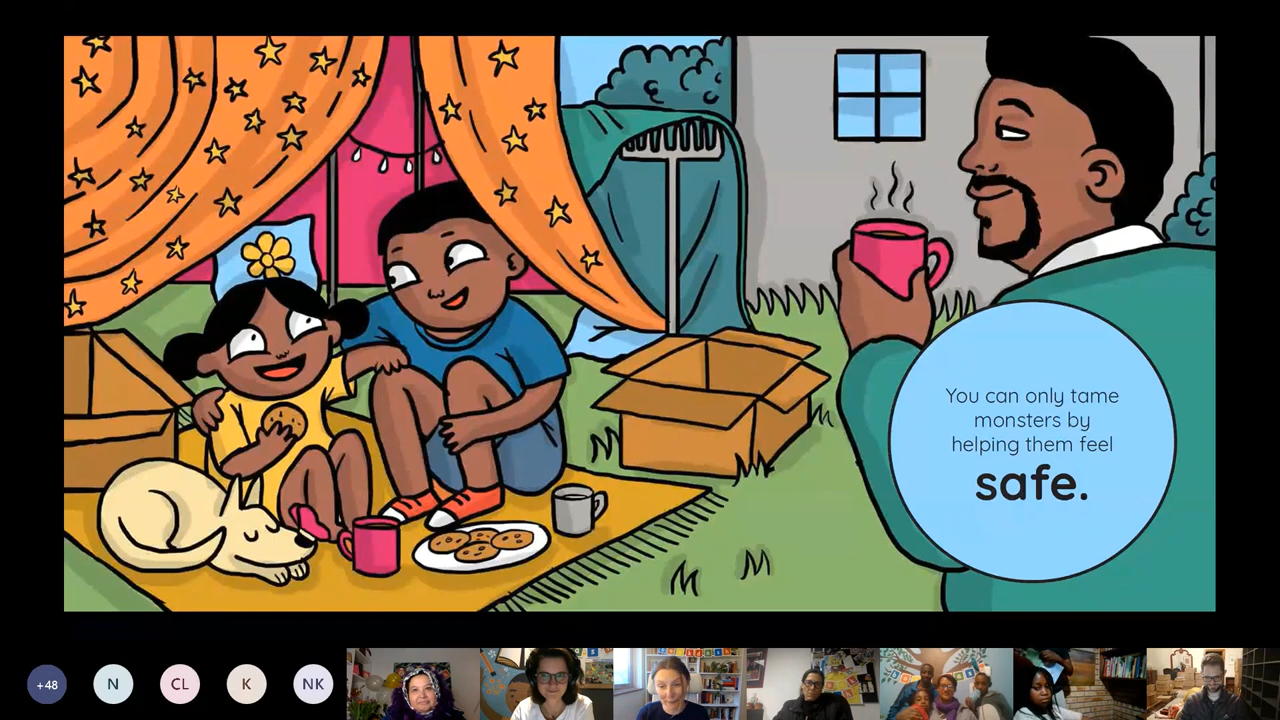 You can only tame
monsters by
helping them feel
safe.
+48
N
CL
K
NK